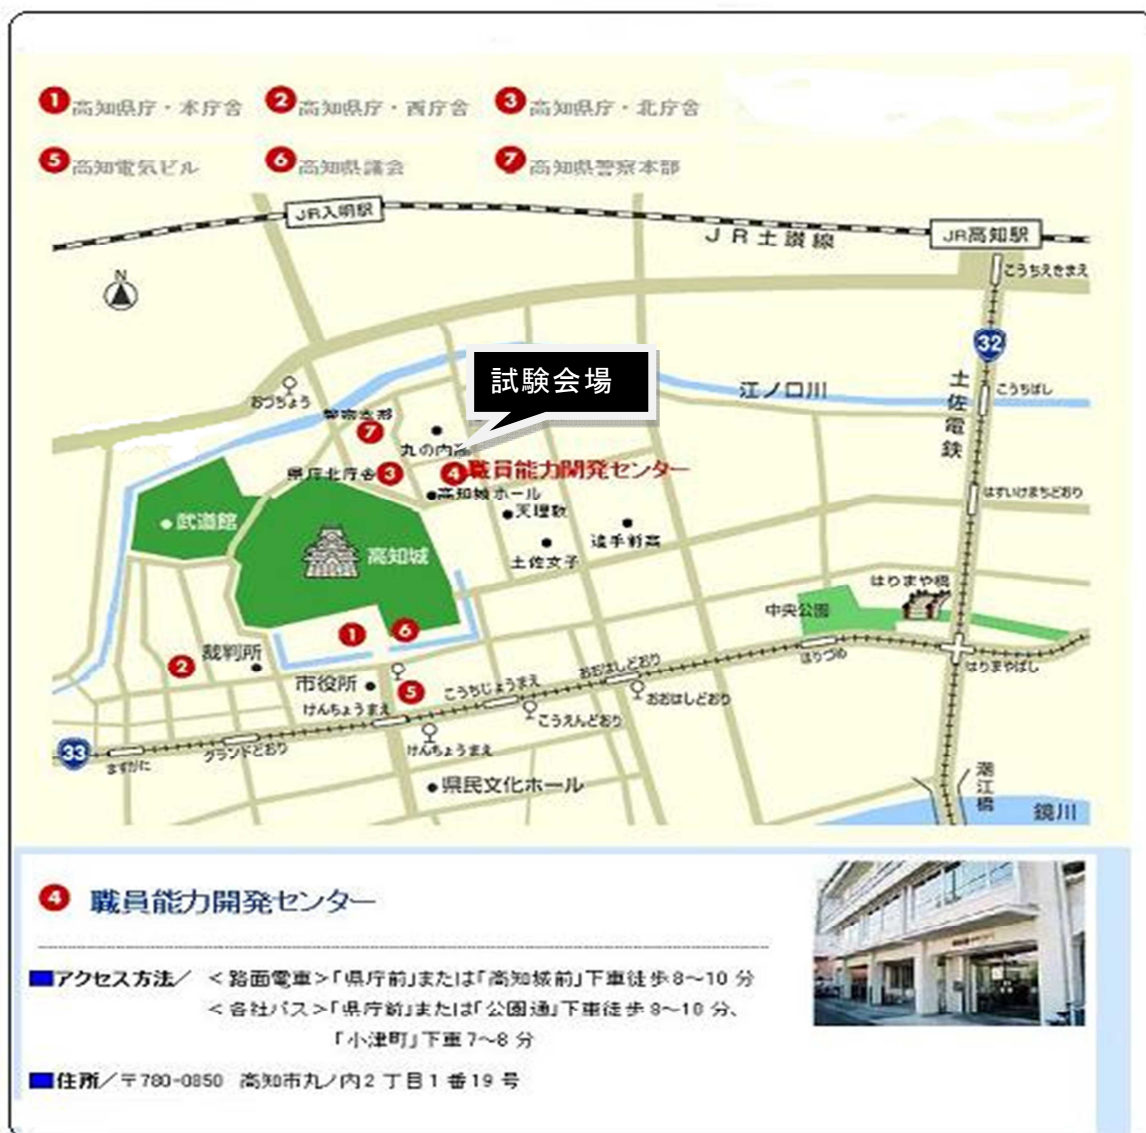 1 高知県庁・本庁舎 2 高知県庁・西庁舎 3 高知県庁・北庁舎
5 高知電気ビル 6 高知県議会 7 高知県警察本部
JR入明駅
JR土讃線
JR高知駅
こうちえきまえ
N
32
試験会場
江ノ口川
土佐電鉄
こうちばし
おづちょう
警察本部
7
丸の内高
県庁北庁舎 3
4 職員能力開発センター
高知城ホール
はすいけまちどおり
武道館
天理教
追手前高
高知城
土佐女子
はりまや橋
中央公園
1
6
裁判所
2
ほりづめ
はりまやばし
市役所
5
おおはしどおり
こうちじょうまえ
おおはしどおり
けんちょうまえ
こうえんどおり
33
ますがた
グランドどおり
けんちょうまえ
県民文化ホール
潮江橋
鏡川
4 職員能力開発センター
アクセス方法/ <路面電車>「県庁前」または「高知城前」下車徒歩8~10 分
<各社バス>「県庁前」または「公園通」下車徒歩8~10 分、
「小津町」下車7~8 分
住所/〒780-0850 高知市丸ノ内2 丁目1 番19 号